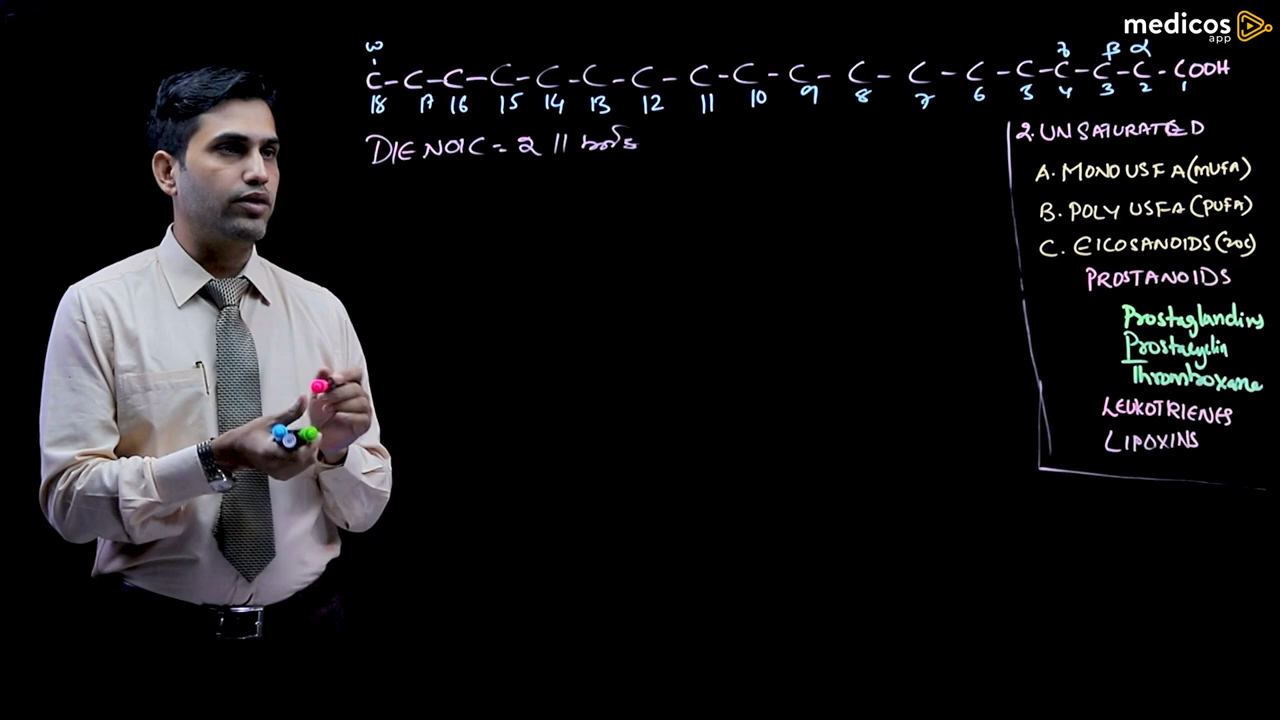 medicos
app
ω γ β α
C-C-C-C-C-C-C-C-C-C-C-C-C-C-C-C-C-COOH
18 17 16 15 14 13 12 11 10 9 8 7 6 5 4 3 2 1
DIENOIC = 2 ||
2. UNSATURATED
A. MONO USFA (MUFA)
B. POLY USFA (PUFA)
C. EICOSANOIDS (20C)
PROSTANOIDS
Prostaglandins
Prostacyclin
Thromboxane
LEUKOTRIENES
LIPOXINS